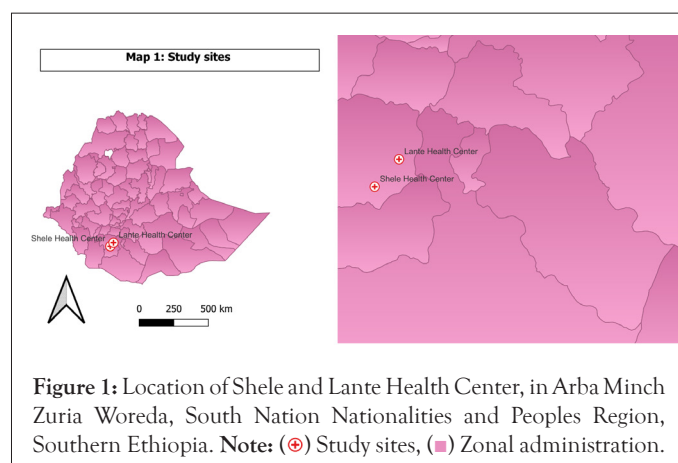 Map 1: Study sites
Lante Health Center
Shele Health Center
Shele Health Center
Lante Health Center
0 250 500 km
Figure 1: Location of Shele and Lante Health Center, in Arba Minch
Zuria Woreda, South Nation Nationalities and Peoples Region,
Southern Ethiopia. Note: (⊕) Study sites, (■) Zonal administration.